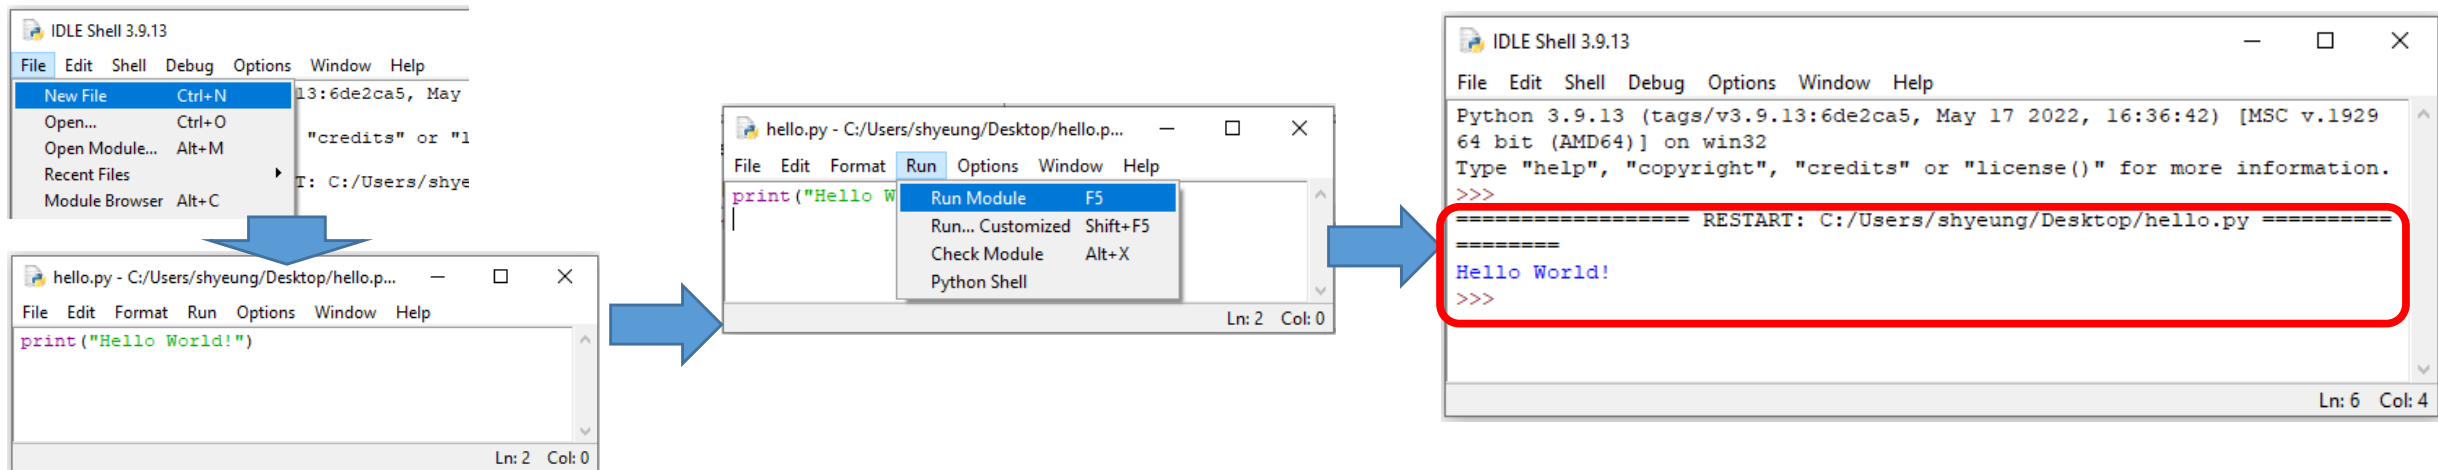 IDLE Shell 3.9.13
File Edit Shell Debug Options Window Help
New File Ctrl+N
Open... Ctrl+O
Open Module... Alt+M
Recent Files
Module Browser Alt+C
13:6de2ca5, May
"credits" or "l
T: C:/Users/shye
hello.py - C:/Users/shyeung/Desktop/hello.p...
File Edit Format Run Options Window Help
print("Hello World!")
Ln: 2 Col: 0
hello.py - C:/Users/shyeung/Desktop/hello.p...
File Edit Format Run Options Window Help
print("Hello W
Run Module F5
Run... Customized Shift+F5
Check Module Alt+X
Python Shell
Ln: 2 Col: 0
IDLE Shell 3.9.13
File Edit Shell Debug Options Window Help
Python 3.9.13 (tags/v3.9.13:6de2ca5, May 17 2022, 16:36:42) [MSC v.1929
64 bit (AMD64)] on win32
Type "help", "copyright", "credits" or "license()" for more information.
>>>
================== RESTART: C:/Users/shyeung/Desktop/hello.py ==========
========
Hello World!
>>>
Ln: 6 Col: 4